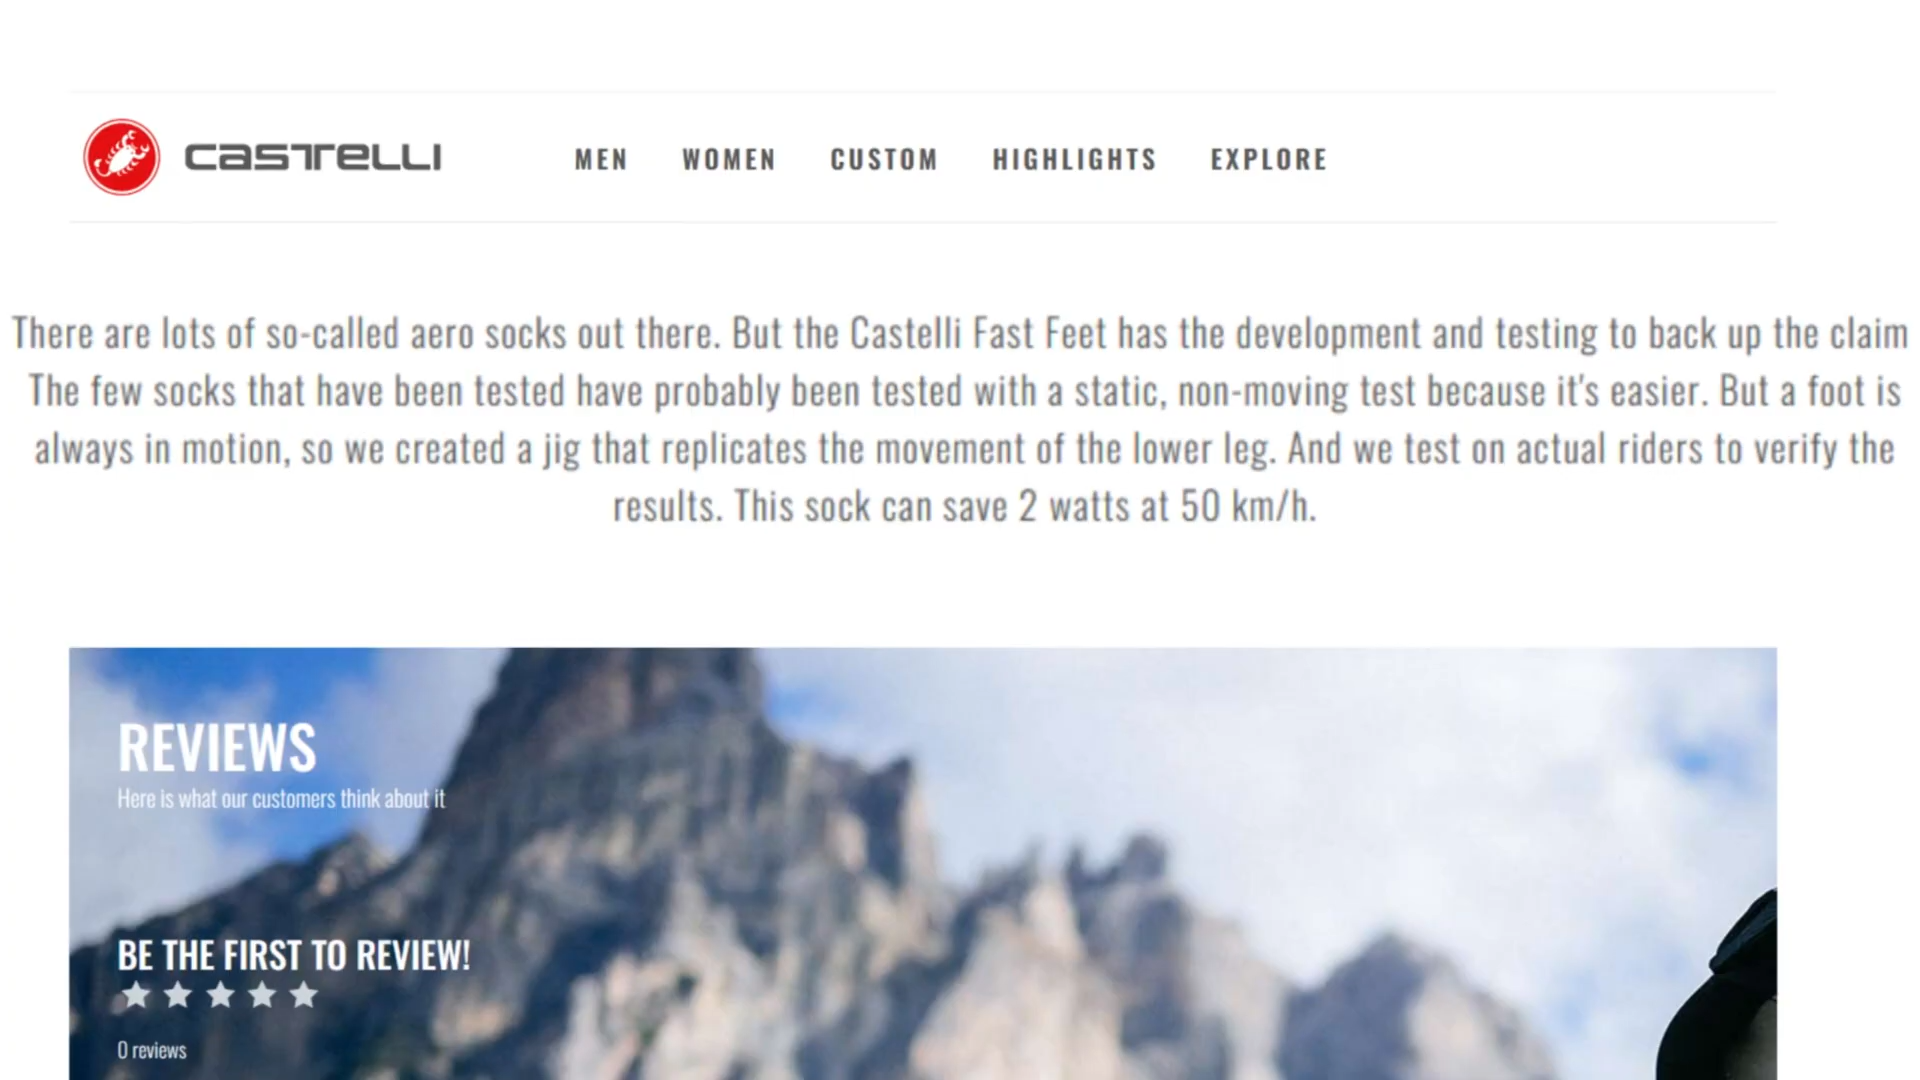 CASTELLI
MEN WOMEN CUSTOM HIGHLIGHTS EXPLORE
There are lots of so-called aero socks out there. But the Castelli Fast Feet has the development and testing to back up the claim
The few socks that have been tested have probably been tested with a static, non-moving test because it's easier. But a foot is
always in motion, so we created a jig that replicates the movement of the lower leg. And we test on actual riders to verify the
results. This sock can save 2 watts at 50 km/h.
REVIEWS
Here is what our customers think about it
BE THE FIRST TO REVIEW!
0 reviews